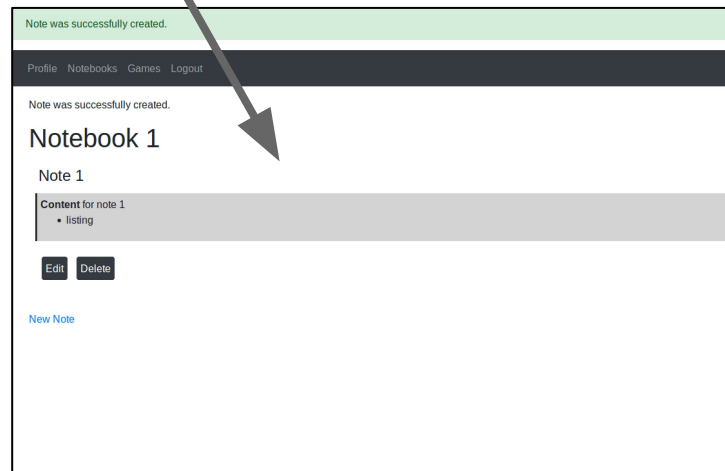 Note was successfully created.
Profile Notebooks Games Logout
Note was successfully created.
Notebook 1
Note 1
Content for note 1
• listing
Edit Delete
New Note